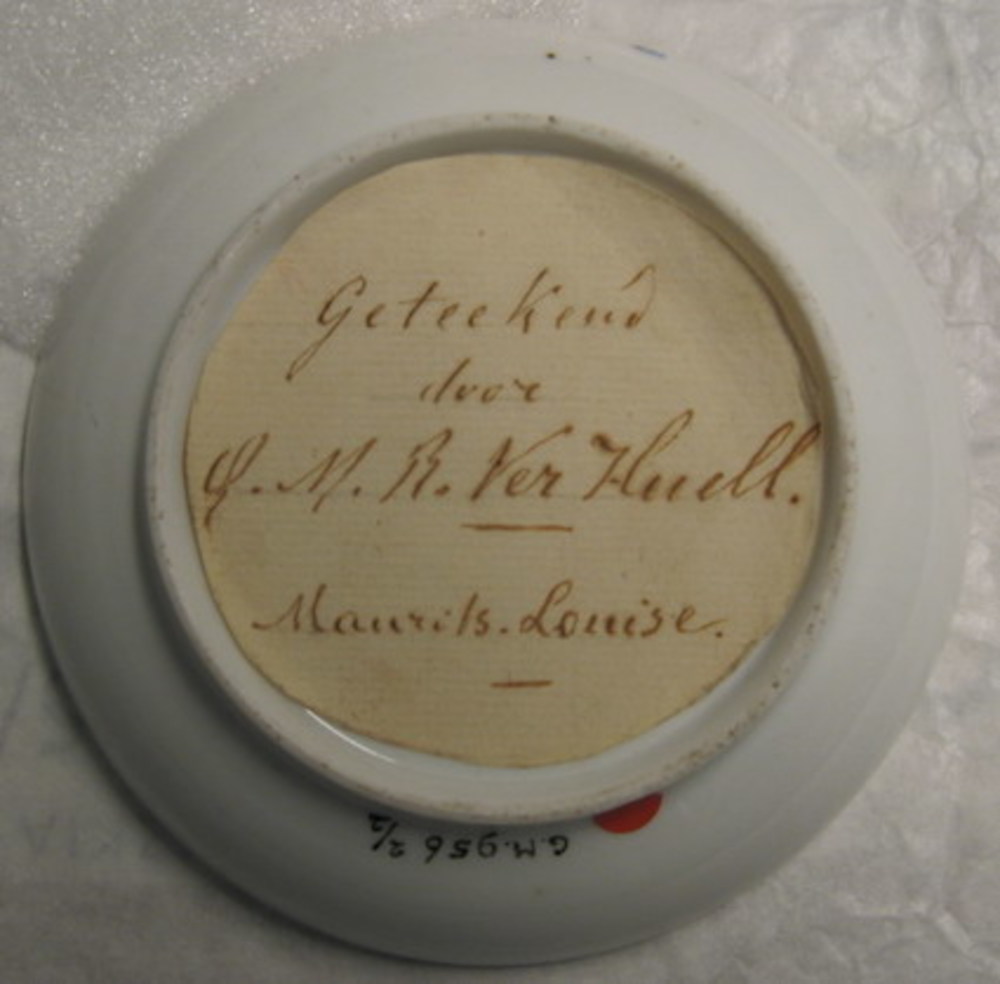 Geteekend
door
Q. M. R. Ver Huell.
Maurits. Louise.
G.M.956 2/2